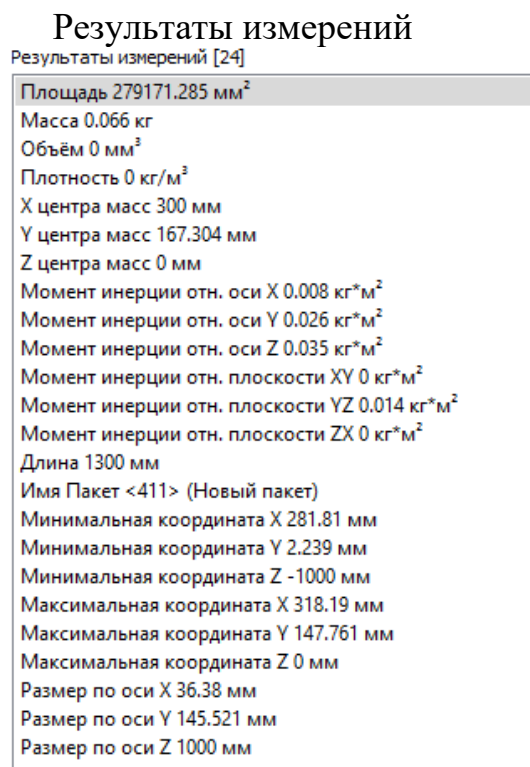 Результаты измерений
Результаты измерений [24]
Площадь 279171.285 мм²
Масса 0.066 кг
Объём 0 мм³
Плотность 0 кг/м³
X центра масс 300 мм
Y центра масс 167.304 мм
Z центра масс 0 мм
Момент инерции отн. оси X 0.008 кг*м²
Момент инерции отн. оси Y 0.026 кг*м²
Момент инерции отн. оси Z 0.035 кг*м²
Момент инерции отн. плоскости XY 0 кг*м²
Момент инерции отн. плоскости YZ 0.014 кг*м²
Момент инерции отн. плоскости ZX 0 кг*м²
Длина 1300 мм
Имя Пакет <411> (Новый пакет)
Минимальная координата X 281.81 мм
Минимальная координата Y 2.239 мм
Минимальная координата Z -1000 мм
Максимальная координата X 318.19 мм
Максимальная координата Y 147.761 мм
Максимальная координата Z 0 мм
Размер по оси X 36.38 мм
Размер по оси Y 145.521 мм
Размер по оси Z 1000 мм